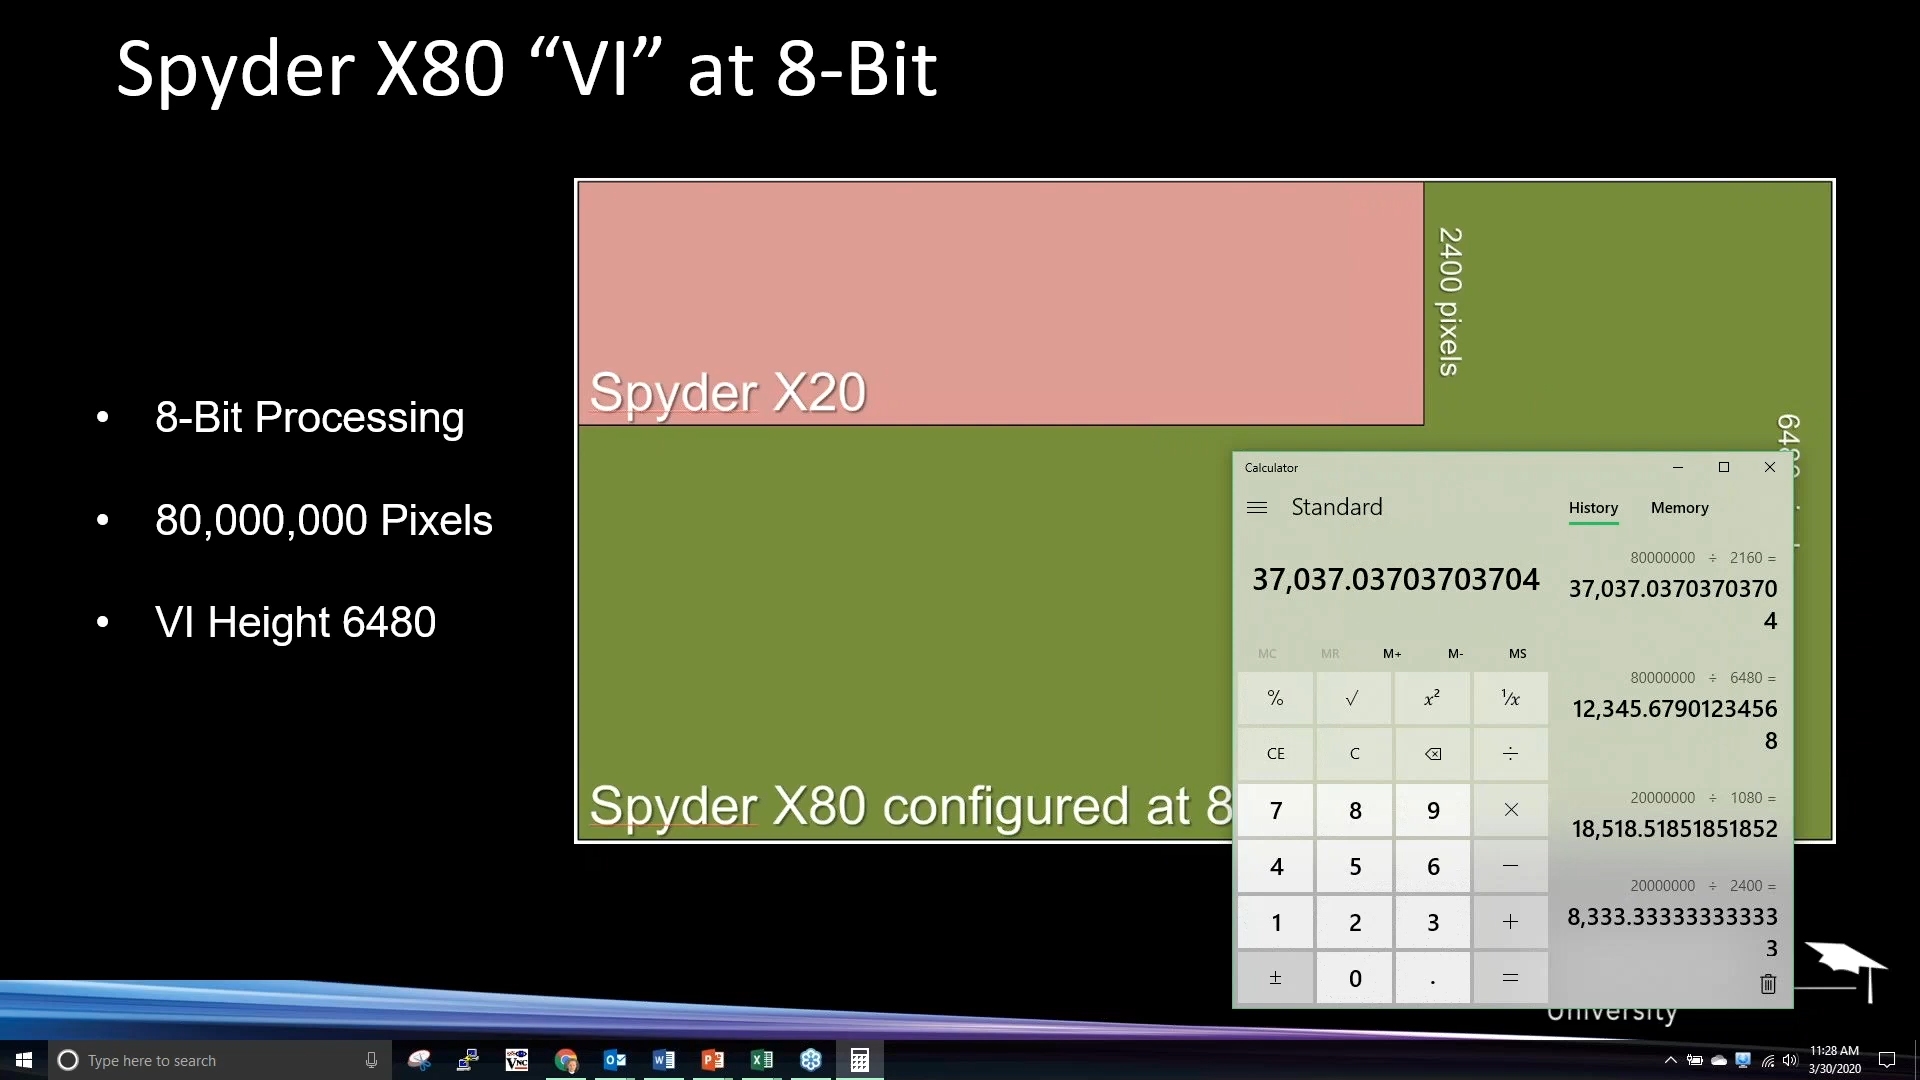 Spyder X80 “VI” at 8-Bit
2400 pixels
Spyder X20
• 8-Bit Processing
• 80,000,000 Pixels
• VI Height 6480
Spyder X80 configured at 8
Calculator
Standard
History
Memory
37,037.03703703704
80000000 ÷ 2160 =
37,037.0370370370
4
MC MR M+ M- MS
80000000 ÷ 6480 =
12,345.6790123456
8
% √ x² ¹/x
CE C ÷
20000000 ÷ 1080 =
18,518.51851851852
7 8 9 ×
4 5 6 −
20000000 ÷ 2400 =
8,333.33333333333
3
1 2 3 +
± 0 . =
University
Type here to search
11:28 AM
3/30/2020